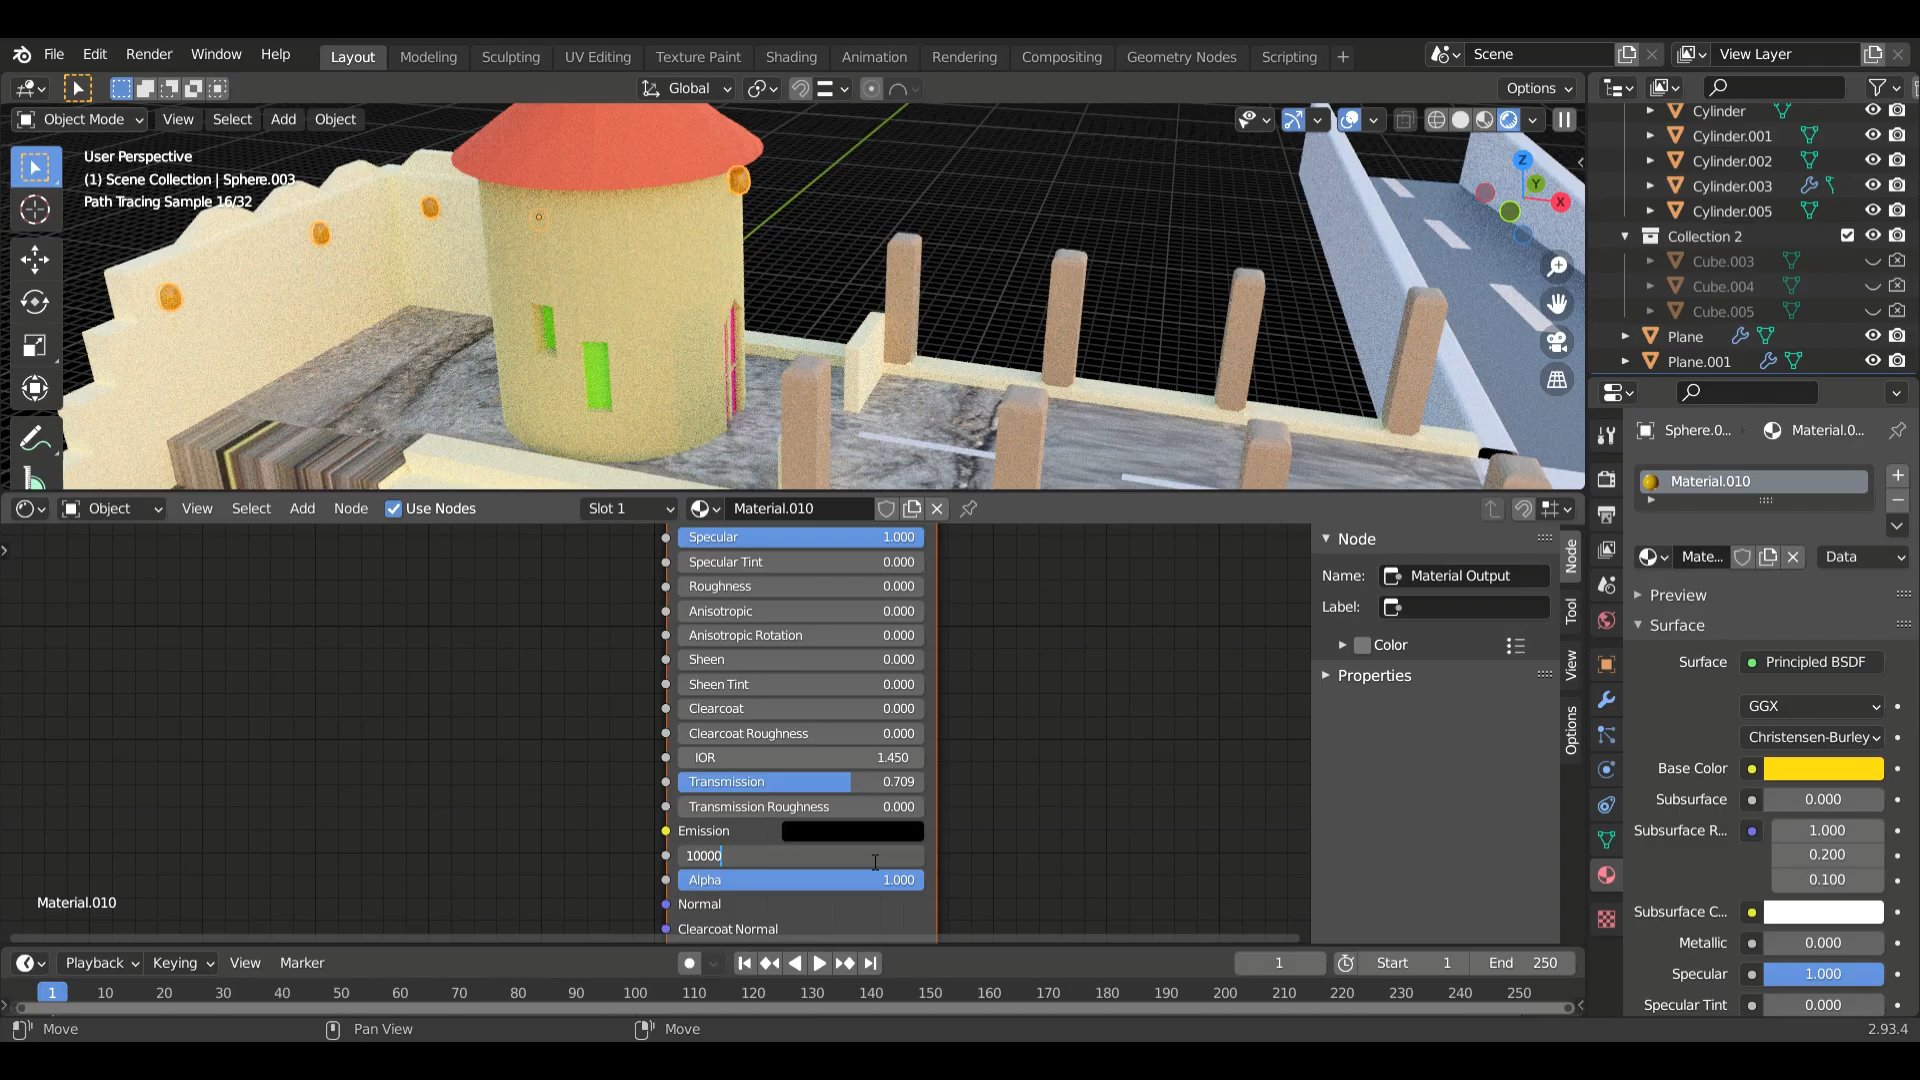 File Edit Render Window Help Layout Modeling Sculpting UV Editing Texture Paint Shading Animation Rendering Compositing Geometry Nodes Scripting + Scene View Layer
Global Options
Object Mode View Select Add Object
User Perspective
(1) Scene Collection | Sphere.003
Path Tracing Sample 16/32
Z
Y
X
Cylinder
Cylinder.001
Cylinder.002
Cylinder.003
Cylinder.005
Collection 2
Cube.003
Cube.004
Cube.005
Plane
Plane.001
Object View Select Add Node Use Nodes Slot 1 Material.010
Specular 1.000
Specular Tint 0.000
Roughness 0.000
Anisotropic 0.000
Anisotropic Rotation 0.000
Sheen 0.000
Sheen Tint 0.000
Clearcoat 0.000
Clearcoat Roughness 0.000
IOR 1.450
Transmission 0.709
Transmission Roughness 0.000
Emission
10000
Alpha 1.000
Normal
Clearcoat Normal
Material.010
Node
Name: Material Output
Label:
Color
Properties
Node
Tool
View
Options
Sphere.0... Material.0...
Material.010
Mate... Data
Preview
Surface
Surface Principled BSDF
GGX
Christensen-Burley
Base Color
Subsurface 0.000
Subsurface R... 1.000
0.200
0.100
Subsurface C...
Metallic 0.000
Specular 1.000
Specular Tint 0.000
Playback Keying View Marker 1 Start 1 End 250
1 10 20 30 40 50 60 70 80 90 100 110 120 130 140 150 160 170 180 190 200 210 220 230 240 250
Move Pan View Move 2.93.4